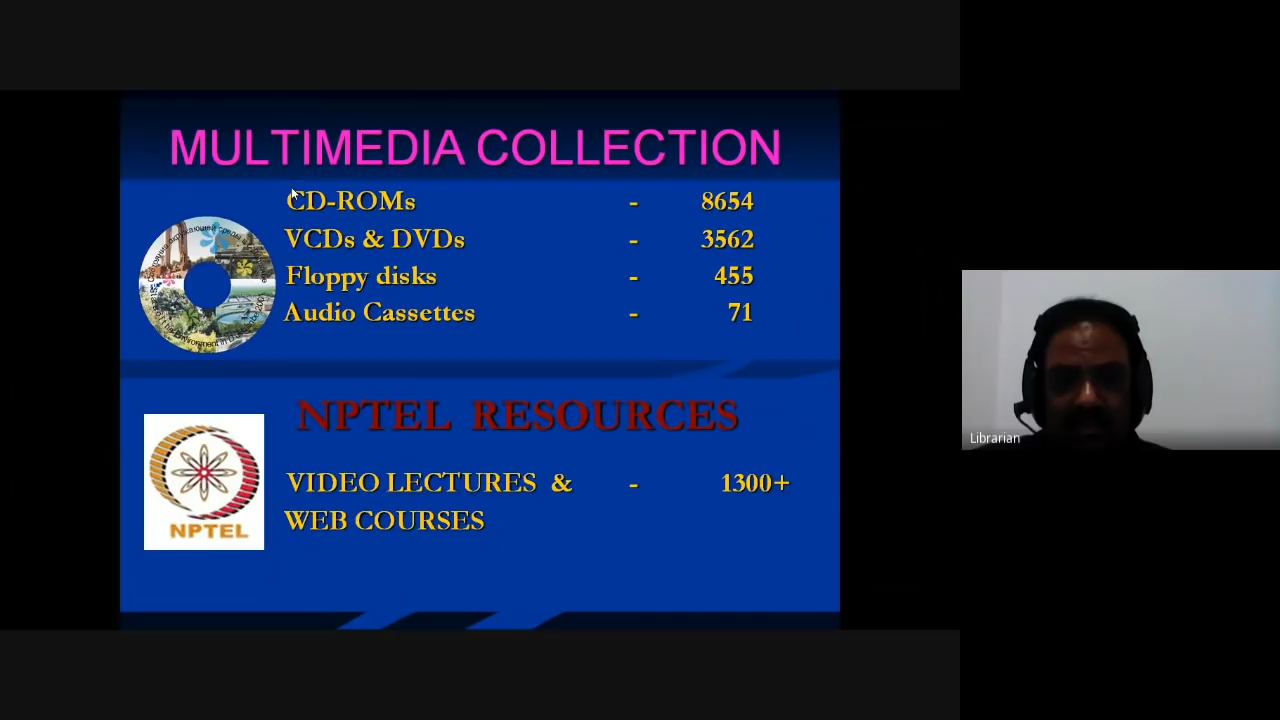 MULTIMEDIA COLLECTION
CD-ROMs - 8654
VCDs & DVDs - 3562
Floppy disks - 455
Audio Cassettes - 71
NPTEL RESOURCES
NPTEL
VIDEO LECTURES & - 1300+
WEB COURSES
Librarian